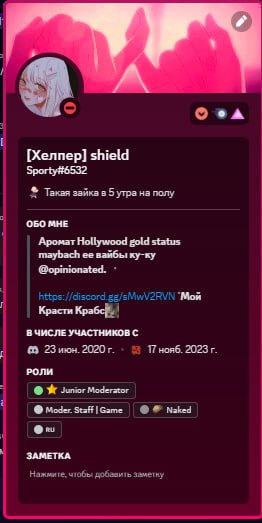 [Хелпер] shield
Sporty#6532
Такая зайка в 5 утра на полу
ОБО МНЕ
Аромат Hollywood gold status
maybach ее вайбы ку-ку
@opinionated.
https://discord.gg/sMwV2RVN "Мой
Красти Крабс
В ЧИСЛЕ УЧАСТНИКОВ С
23 июн. 2020 г. • 17 нояб. 2023 г.
РОЛИ
Junior Moderator
Moder. Staff | Game
Naked
RU
ЗАМЕТКА
Нажмите, чтобы добавить заметку